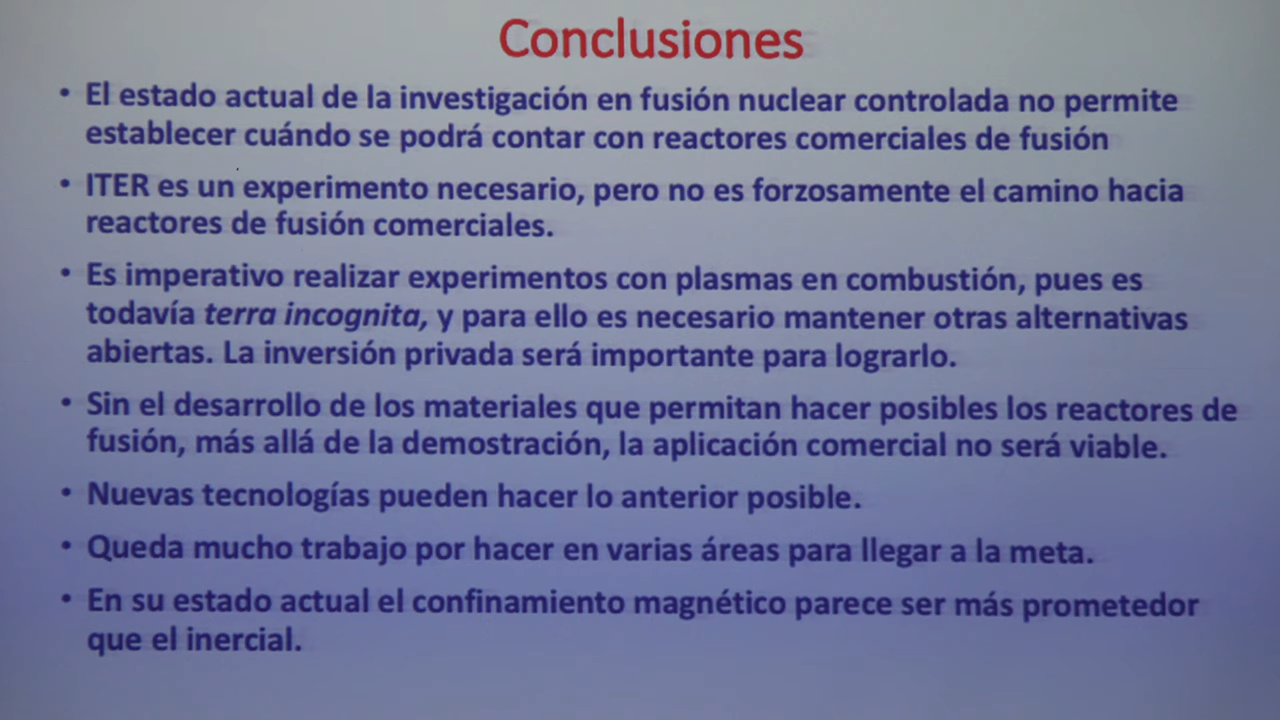 Conclusiones
• El estado actual de la investigación en fusión nuclear controlada no permite
establecer cuándo se podrá contar con reactores comerciales de fusión
• ITER es un experimento necesario, pero no es forzosamente el camino hacia
reactores de fusión comerciales.
• Es imperativo realizar experimentos con plasmas en combustión, pues es
todavía terra incognita, y para ello es necesario mantener otras alternativas
abiertas. La inversión privada será importante para lograrlo.
• Sin el desarrollo de los materiales que permitan hacer posibles los reactores de
fusión, más allá de la demostración, la aplicación comercial no será viable.
• Nuevas tecnologías pueden hacer lo anterior posible.
• Queda mucho trabajo por hacer en varias áreas para llegar a la meta.
• En su estado actual el confinamiento magnético parece ser más prometedor
que el inercial.